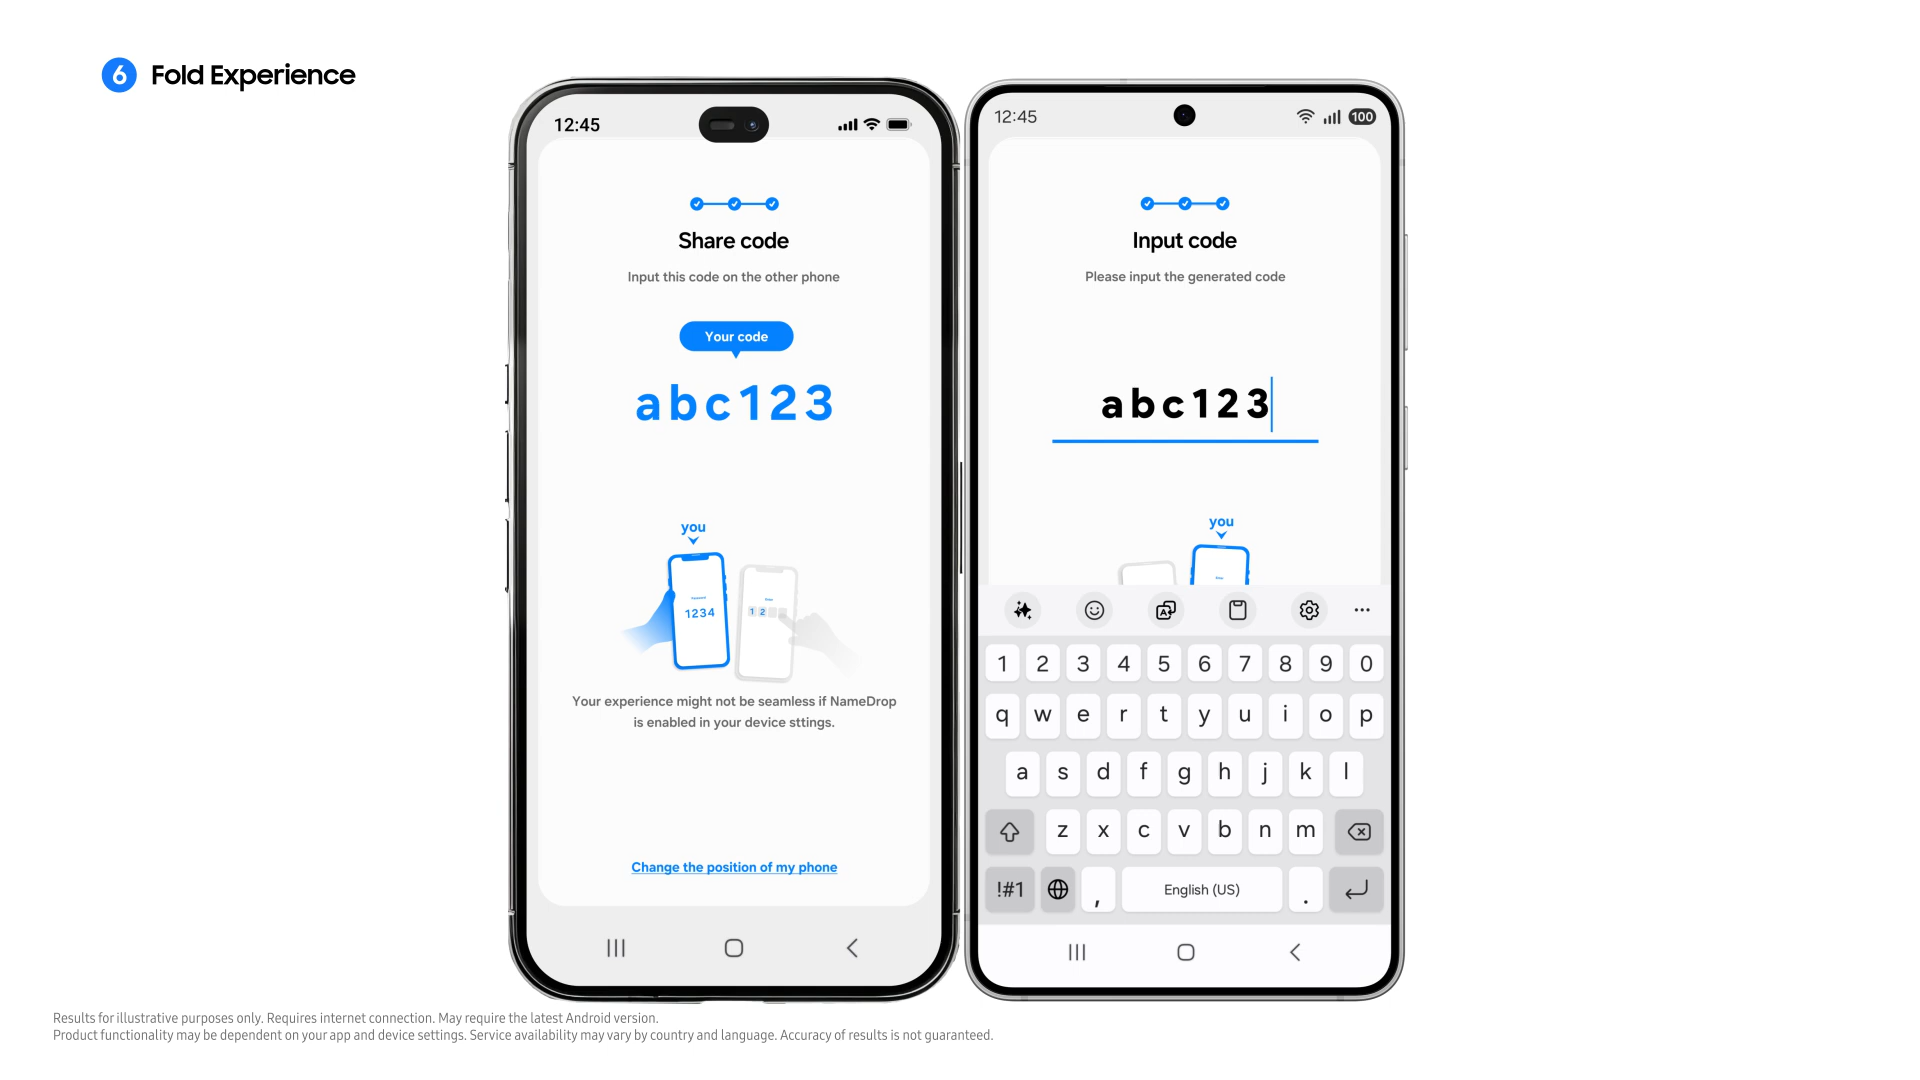 6 Fold Experience
12:45
Share code
Input this code on the other phone
Your code
abc123
you
1234
1 2
Your experience might not be seamless if NameDrop
is enabled in your device sttings.
Change the position of my phone
12:45
100
Input code
Please input the generated code
abc123
you
1 2 3 4 5 6 7 8 9 0
q w e r t y u i o p
a s d f g h j k l
z x c v b n m
!#1 , English (US) .
Results for illustrative purposes only. Requires internet connection. May require the latest Android version.
Product functionality may be dependent on your app and device settings. Service availability may vary by country and language. Accuracy of results is not guaranteed.